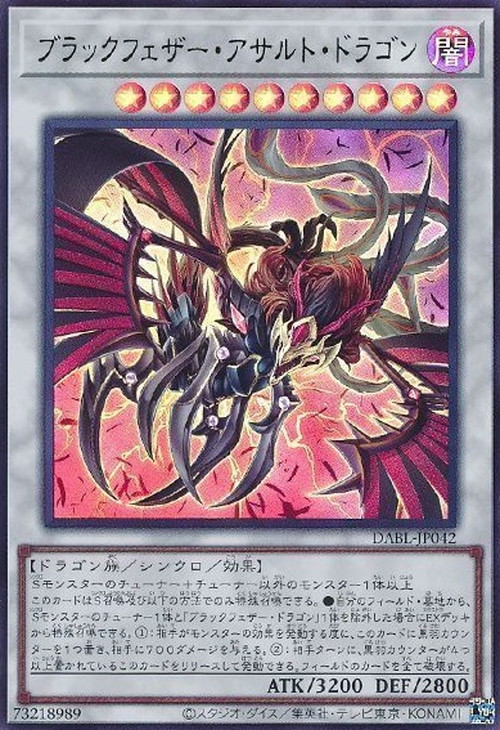 ブラックフェザー・アサルト・ドラゴン
闇
DABL-JP042
【ドラゴン族／シンクロ／効果】
Sモンスターのチューナー＋チューナー以外のモンスター1体以上
このカードはS召喚及び以下の方法でのみ特殊召喚できる。●自分のフィールド・墓地から、
Sモンスターのチューナー1体と「ブラックフェザー・ドラゴン」1体を除外した場合にEXデッキ
から特殊召喚できる。①：相手がモンスターの効果を発動する度に、このカードに黒羽カウン
ターを1つ置き、相手に700ダメージを与える。②：相手ターンに、黒羽カウンターが4つ
以上置かれているこのカードをリリースして発動できる。フィールドのカードを全て破壊する。
ATK/3200 DEF/2800
73218989
©スタジオ・ダイス／集英社・テレビ東京・KONAMI